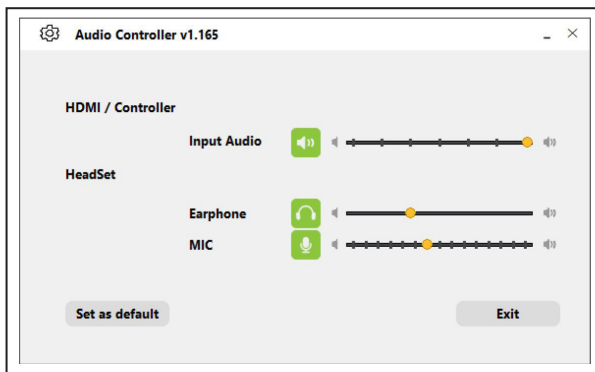 Audio Controller v1.165
HDMI / Controller
Input Audio
HeadSet
Earphone
MIC
Set as default
Exit